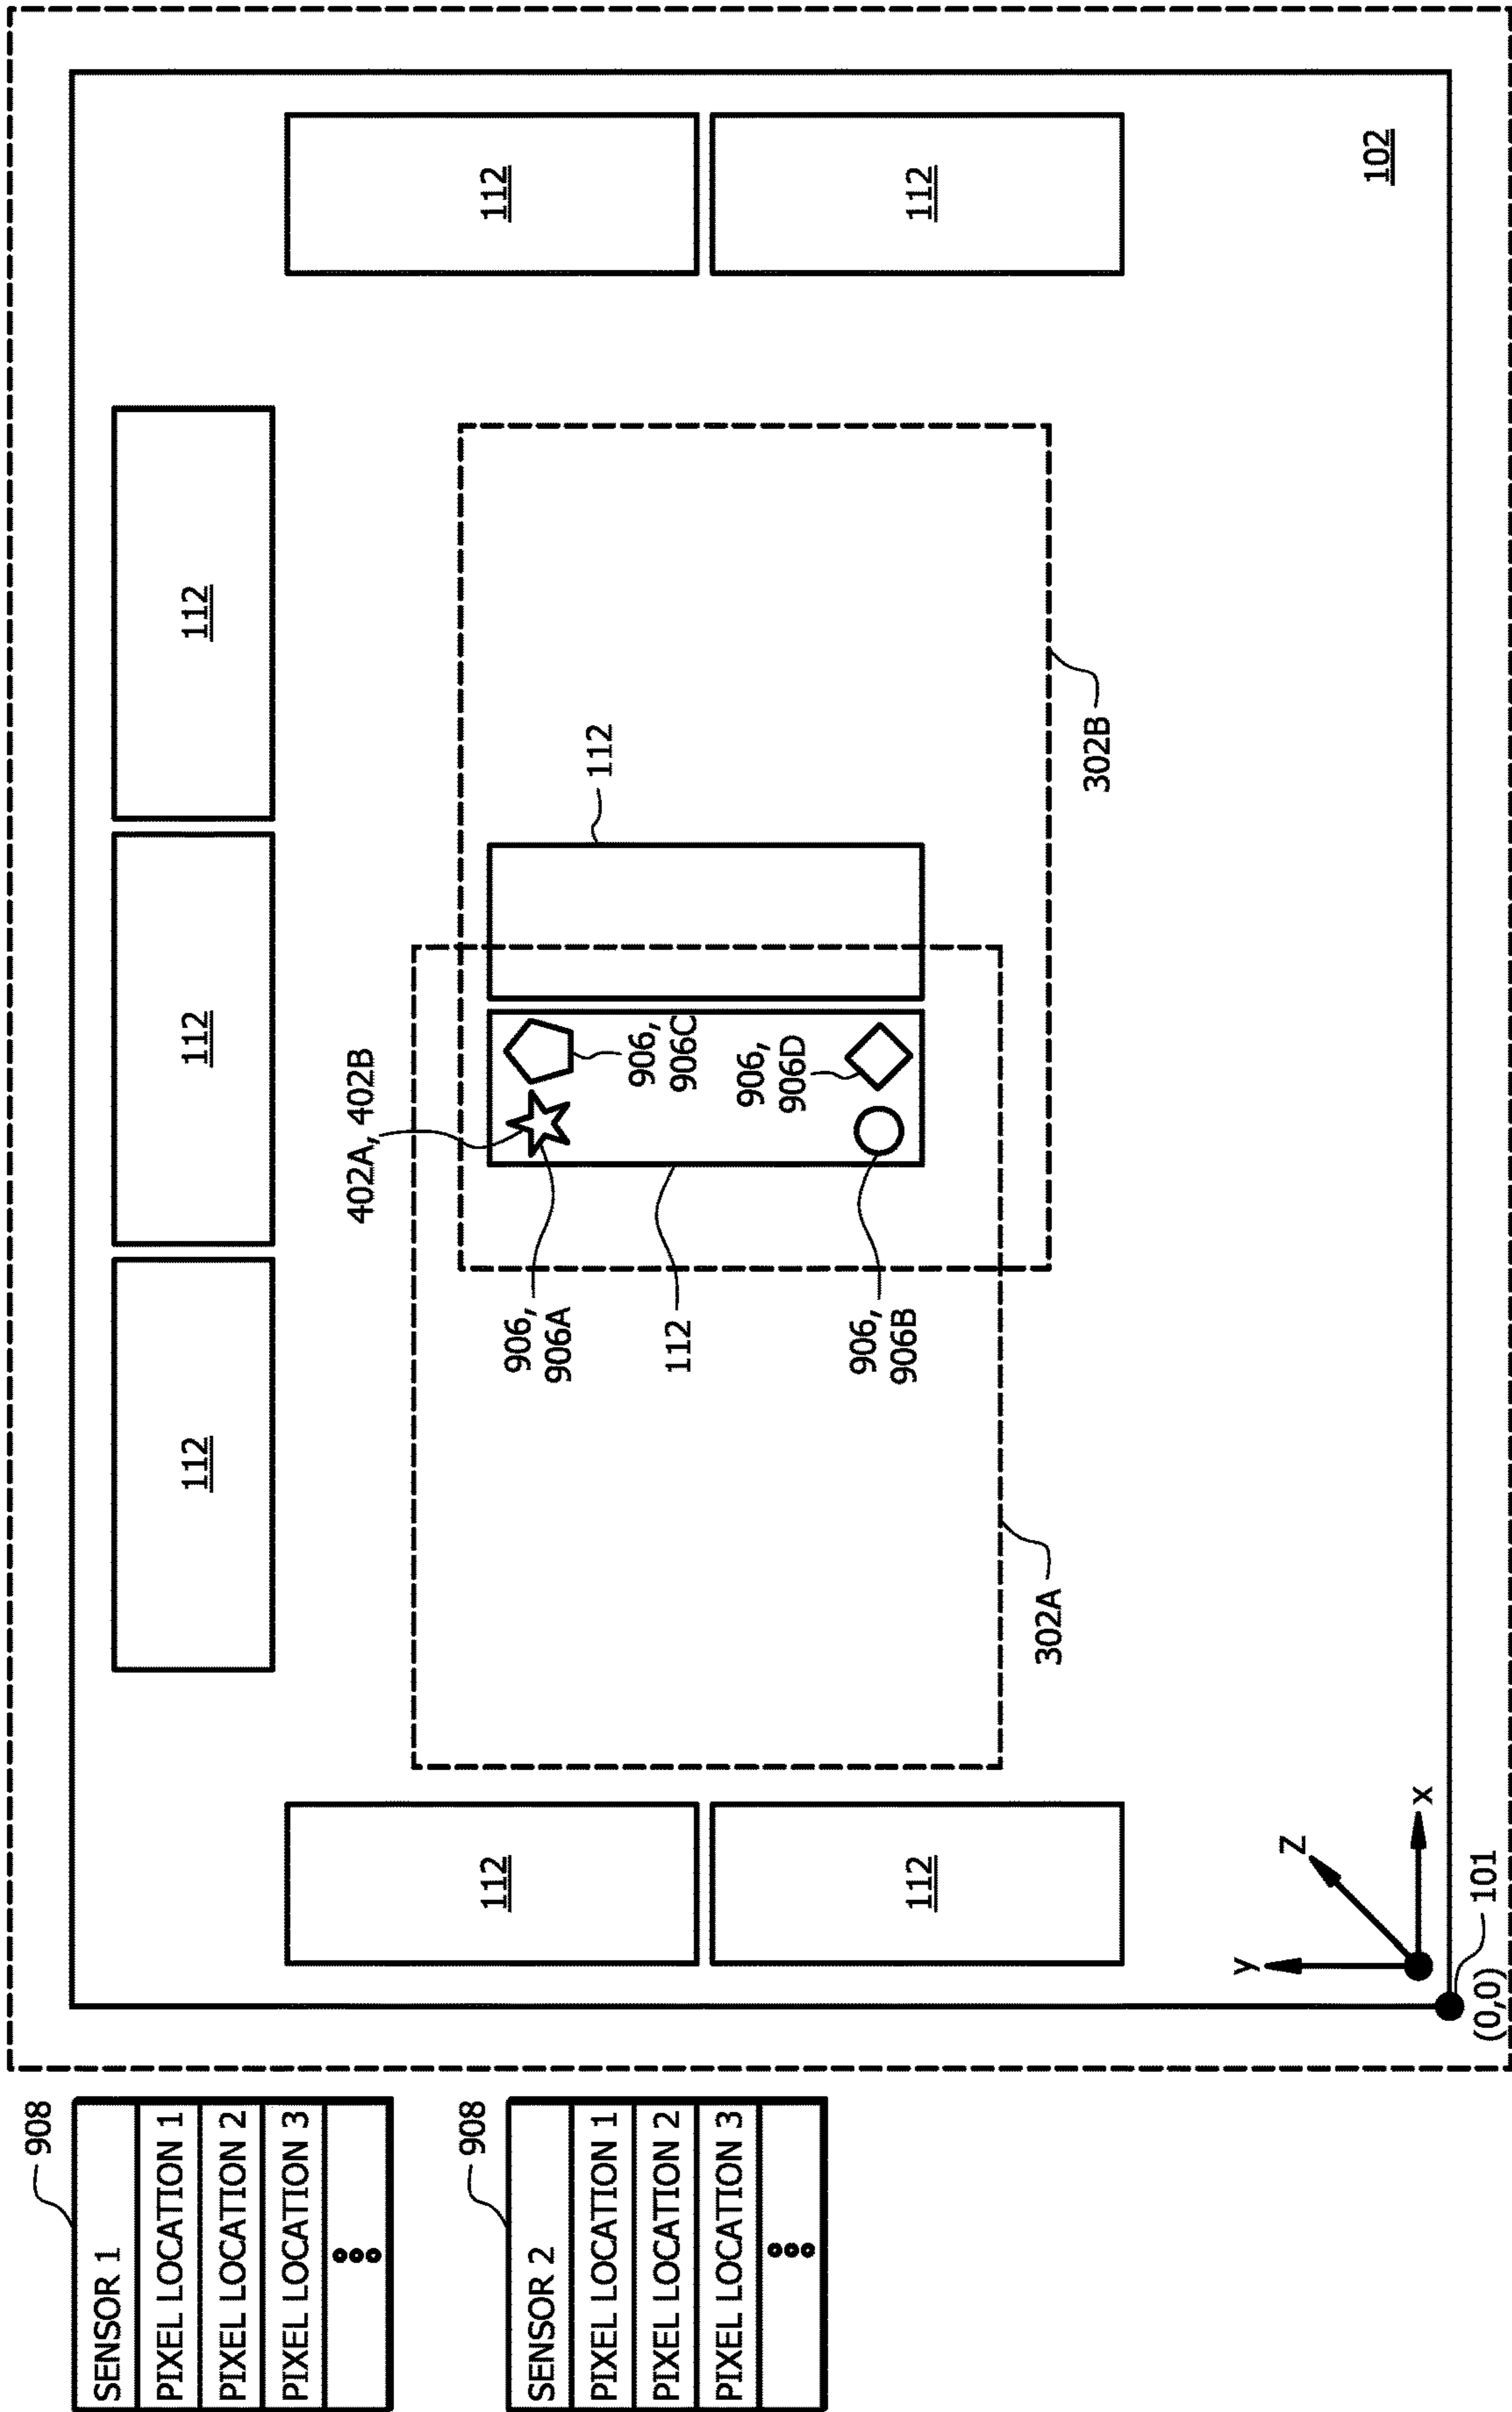 908
SENSOR 1
PIXEL LOCATION 1
PIXEL LOCATION 2
PIXEL LOCATION 3
908
SENSOR 2
PIXEL LOCATION 1
PIXEL LOCATION 2
PIXEL LOCATION 3
112
112
112
112
112
112
112
402A, 402B
906,
906A
906,
906C
112
112
906,
906D
906,
906B
302A
302B
102
y
Z
x
101
(0,0)